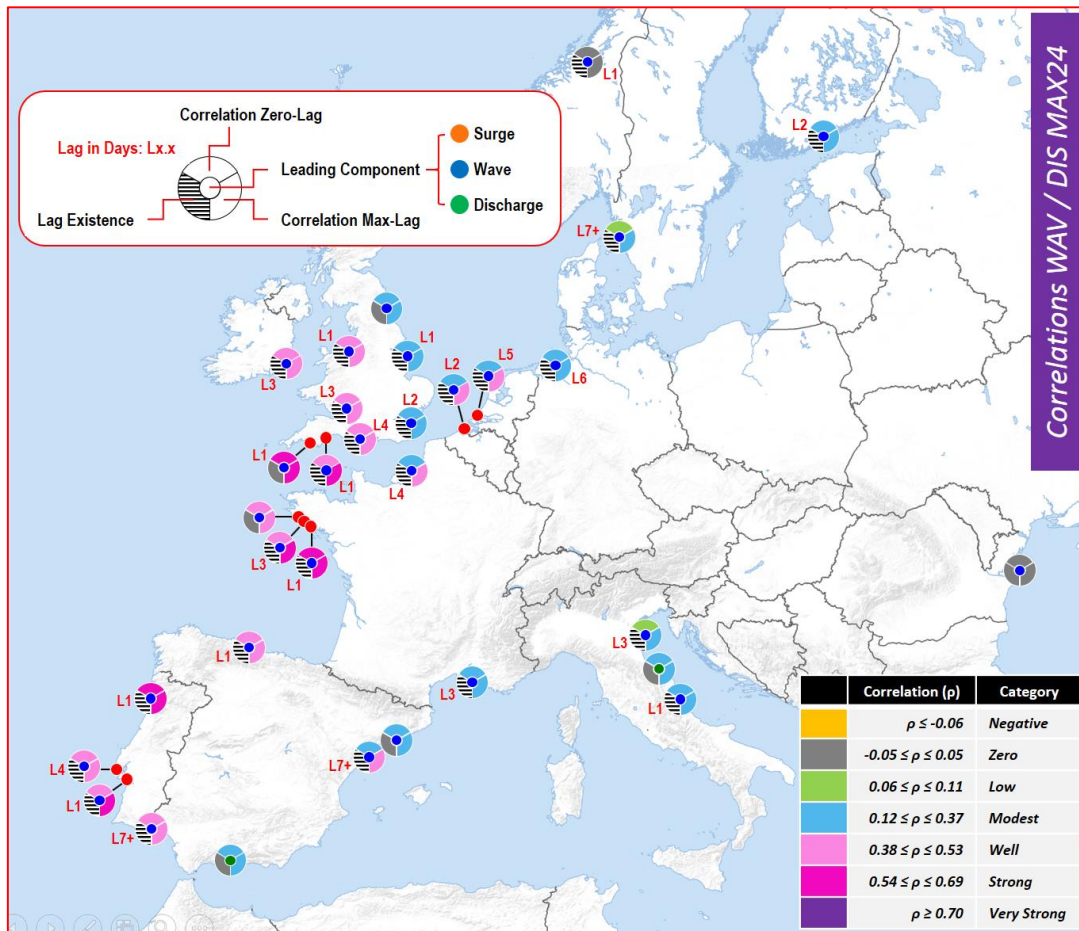 Correlations WAV / DIS MAX24
Correlation Zero-Lag
Lag in Days: Lx.x
Leading Component
Lag Existence
Correlation Max-Lag
Surge
Wave
Discharge
L1
L2
L7+
L1
L1
L3
L2
L5
L6
L3
L2
L4
L1
L1
L4
L3
L1
L1
L3
L1
L3
L1
L7+
L4
L1
L7+
Correlation (ρ) Category
ρ ≤ -0.06 Negative
-0.05 ≤ ρ ≤ 0.05 Zero
0.06 ≤ ρ ≤ 0.11 Low
0.12 ≤ ρ ≤ 0.37 Modest
0.38 ≤ ρ ≤ 0.53 Well
0.54 ≤ ρ ≤ 0.69 Strong
ρ ≥ 0.70 Very Strong